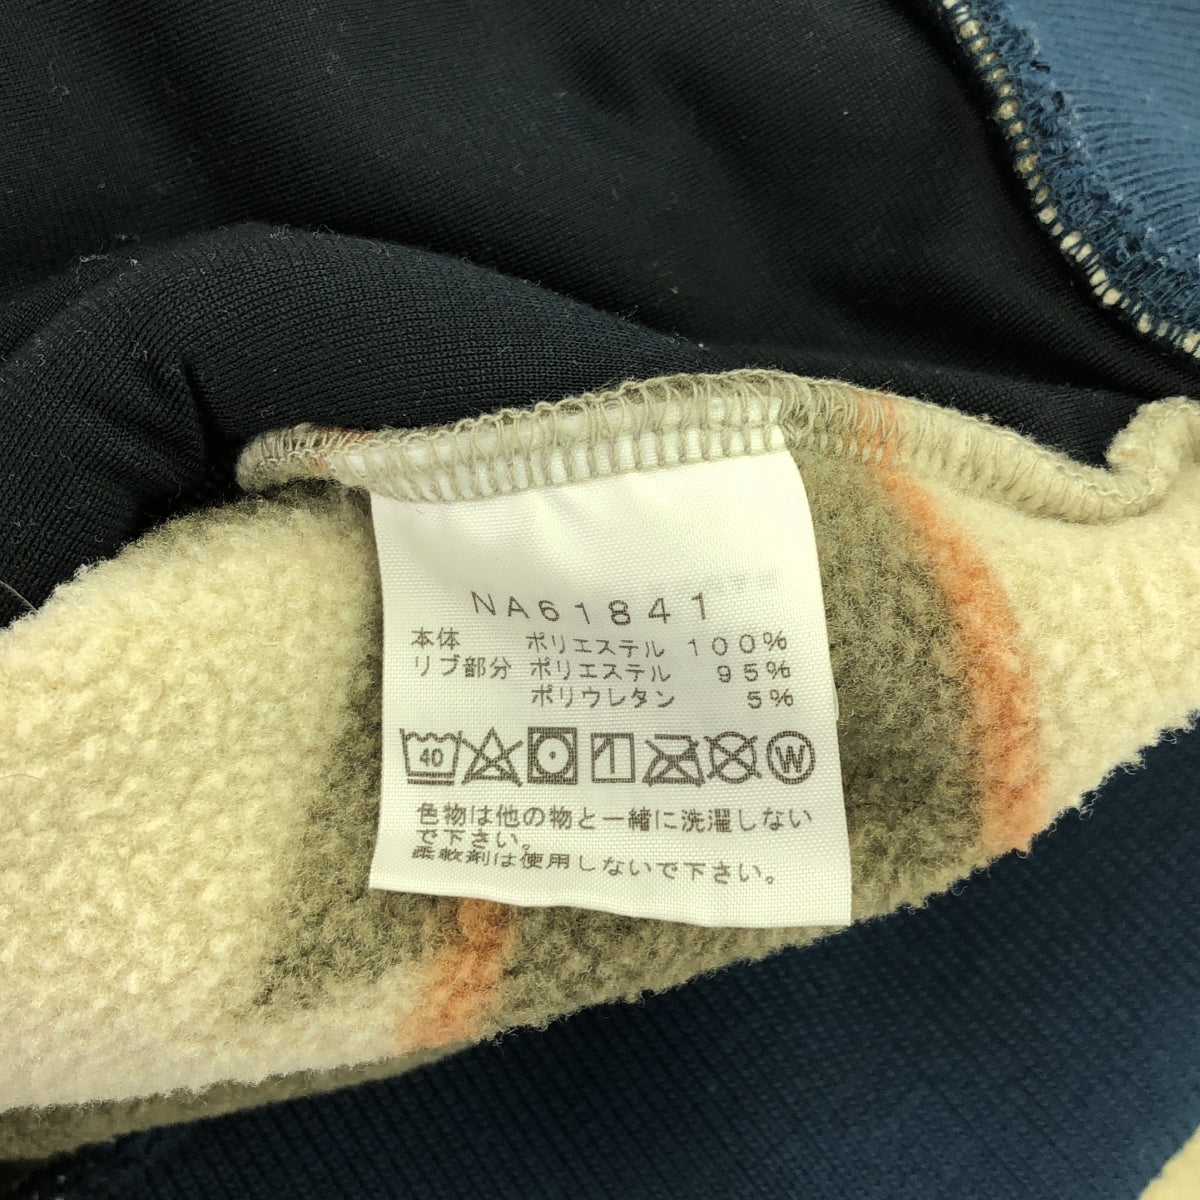 NA61841
本体 ポリエステル 100%
リブ部分 ポリエステル 95%
ポリウレタン 5%
40 1 W
色物は他の物と一緒に洗濯しない
で下さい。
柔軟剤は使用しないで下さい。